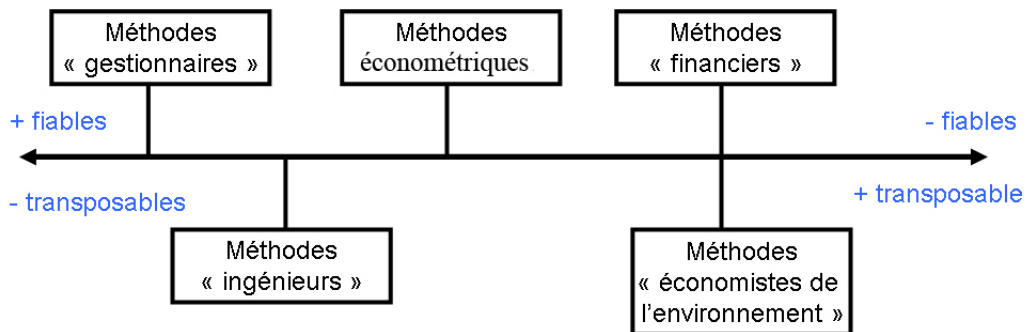 Méthodes
« gestionnaires »
Méthodes
économétriques
Méthodes
« financiers »
+ fiables
- fiables
- transposables
+ transposable
Méthodes
« ingénieurs »
Méthodes
« économistes de
l'environnement »